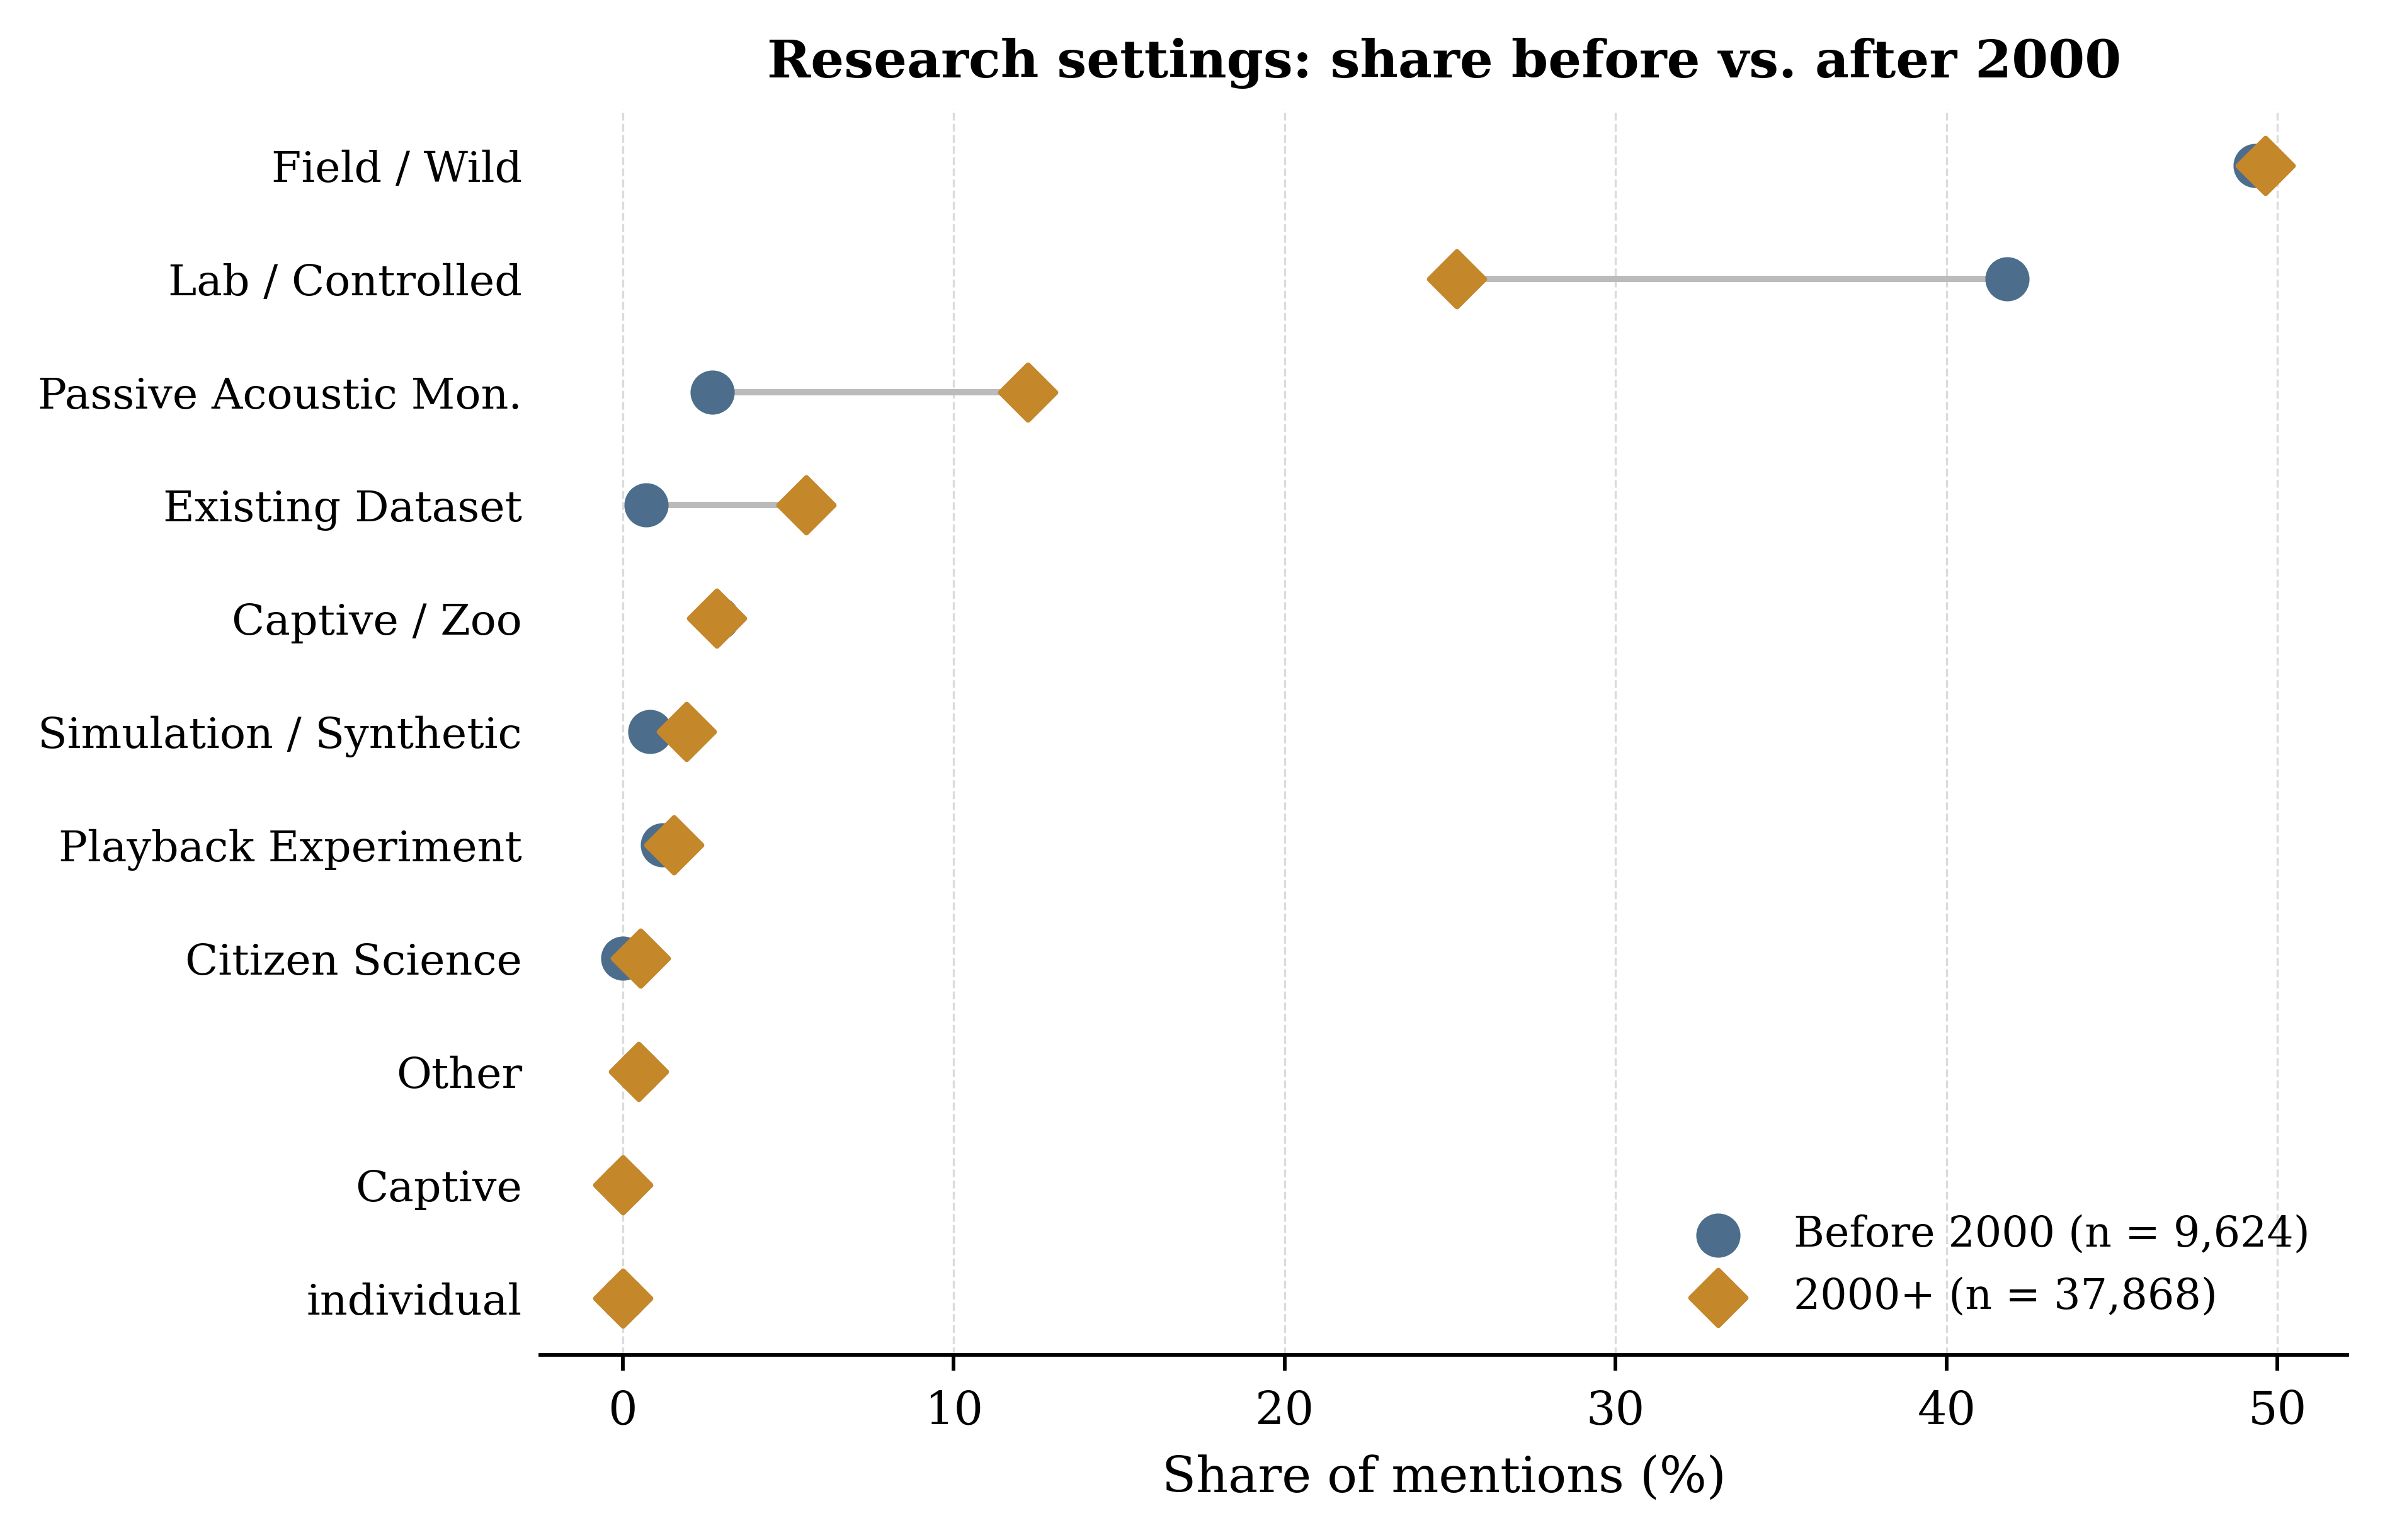 Research settings: share before vs. after 2000
Field / Wild
Lab / Controlled
Passive Acoustic Mon.
Existing Dataset
Captive / Zoo
Simulation / Synthetic
Playback Experiment
Citizen Science
Other
Captive
individual
Before 2000 (n = 9,624)
2000+ (n = 37,868)
0 10 20 30 40 50
Share of mentions (%)